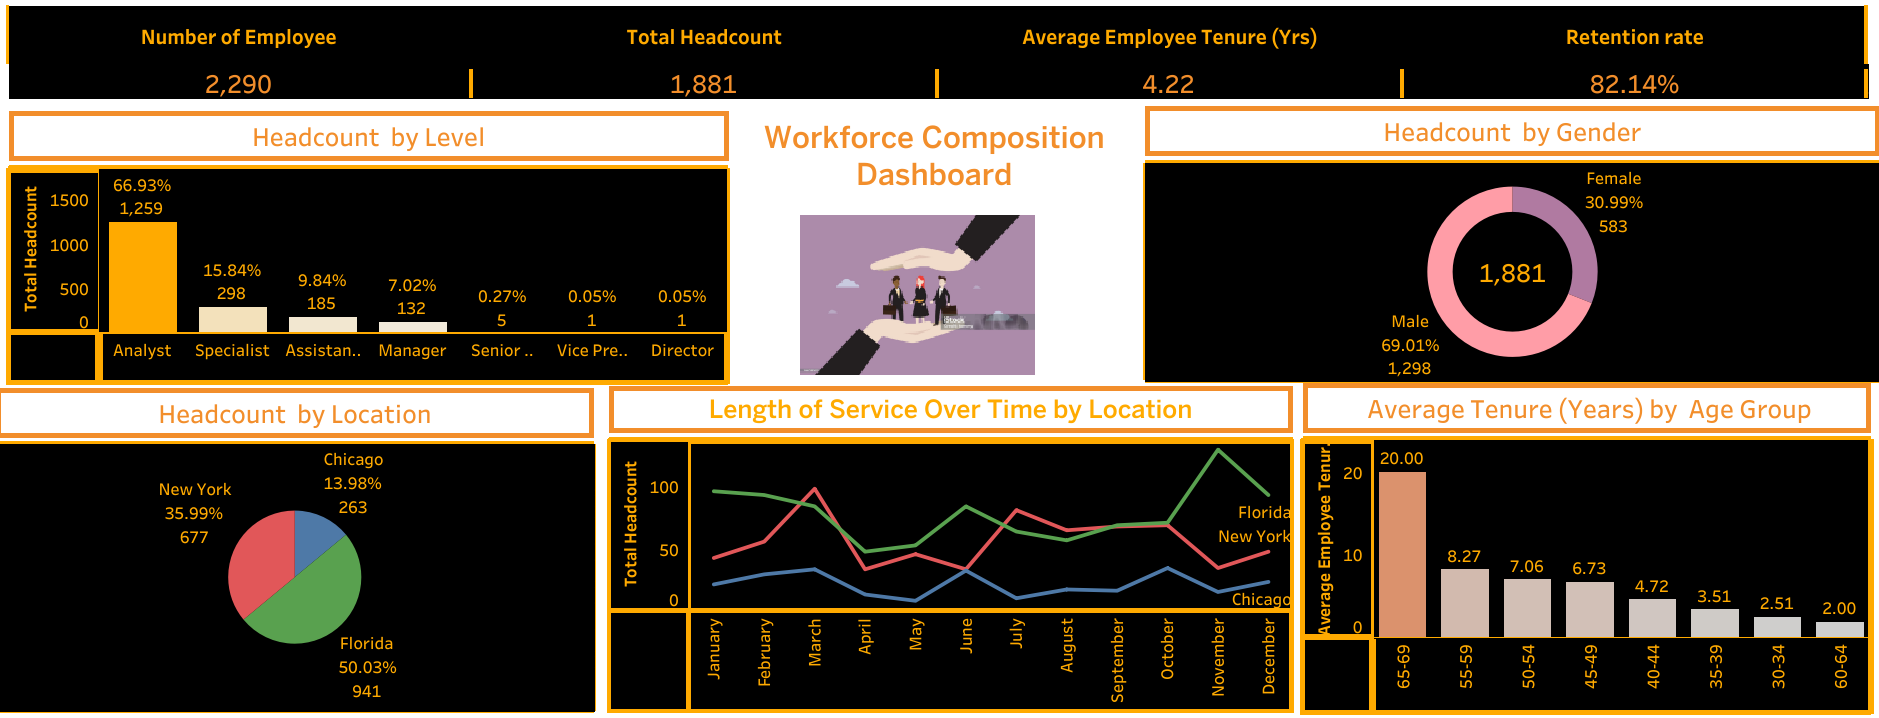 Number of Employee
Total Headcount
Average Employee Tenure (Yrs)
Retention rate
2,290
1,881
4.22
82.14%
Headcount by Level
Total Headcount
1500
1000
500
0
66.93%
1,259
15.84%
298
9.84%
185
7.02%
132
0.27%
5
0.05%
1
0.05%
1
Analyst
Specialist
Assistan..
Manager
Senior ..
Vice Pre..
Director
Workforce Composition
Dashboard
iStock
Headcount by Gender
Female
30.99%
583
1,881
Male
69.01%
1,298
Headcount by Location
Chicago
13.98%
263
New York
35.99%
677
Florida
50.03%
941
Length of Service Over Time by Location
Total Headcount
100
50
0
Florida
New York
Chicago
January
February
March
April
May
June
July
August
September
October
November
December
Average Tenure (Years) by Age Group
Average Employee Tenur..
20
10
0
20.00
8.27
7.06
6.73
4.72
3.51
2.51
2.00
65-69
55-59
50-54
45-49
40-44
35-39
30-34
60-64